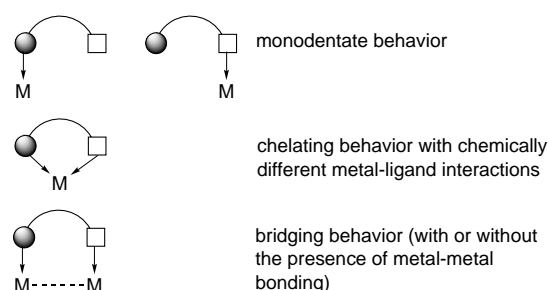 monodentate behavior
M M
chelating behavior with chemically
different metal-ligand interactions
M
bridging behavior (with or without
the presence of metal-metal
bonding)
M M